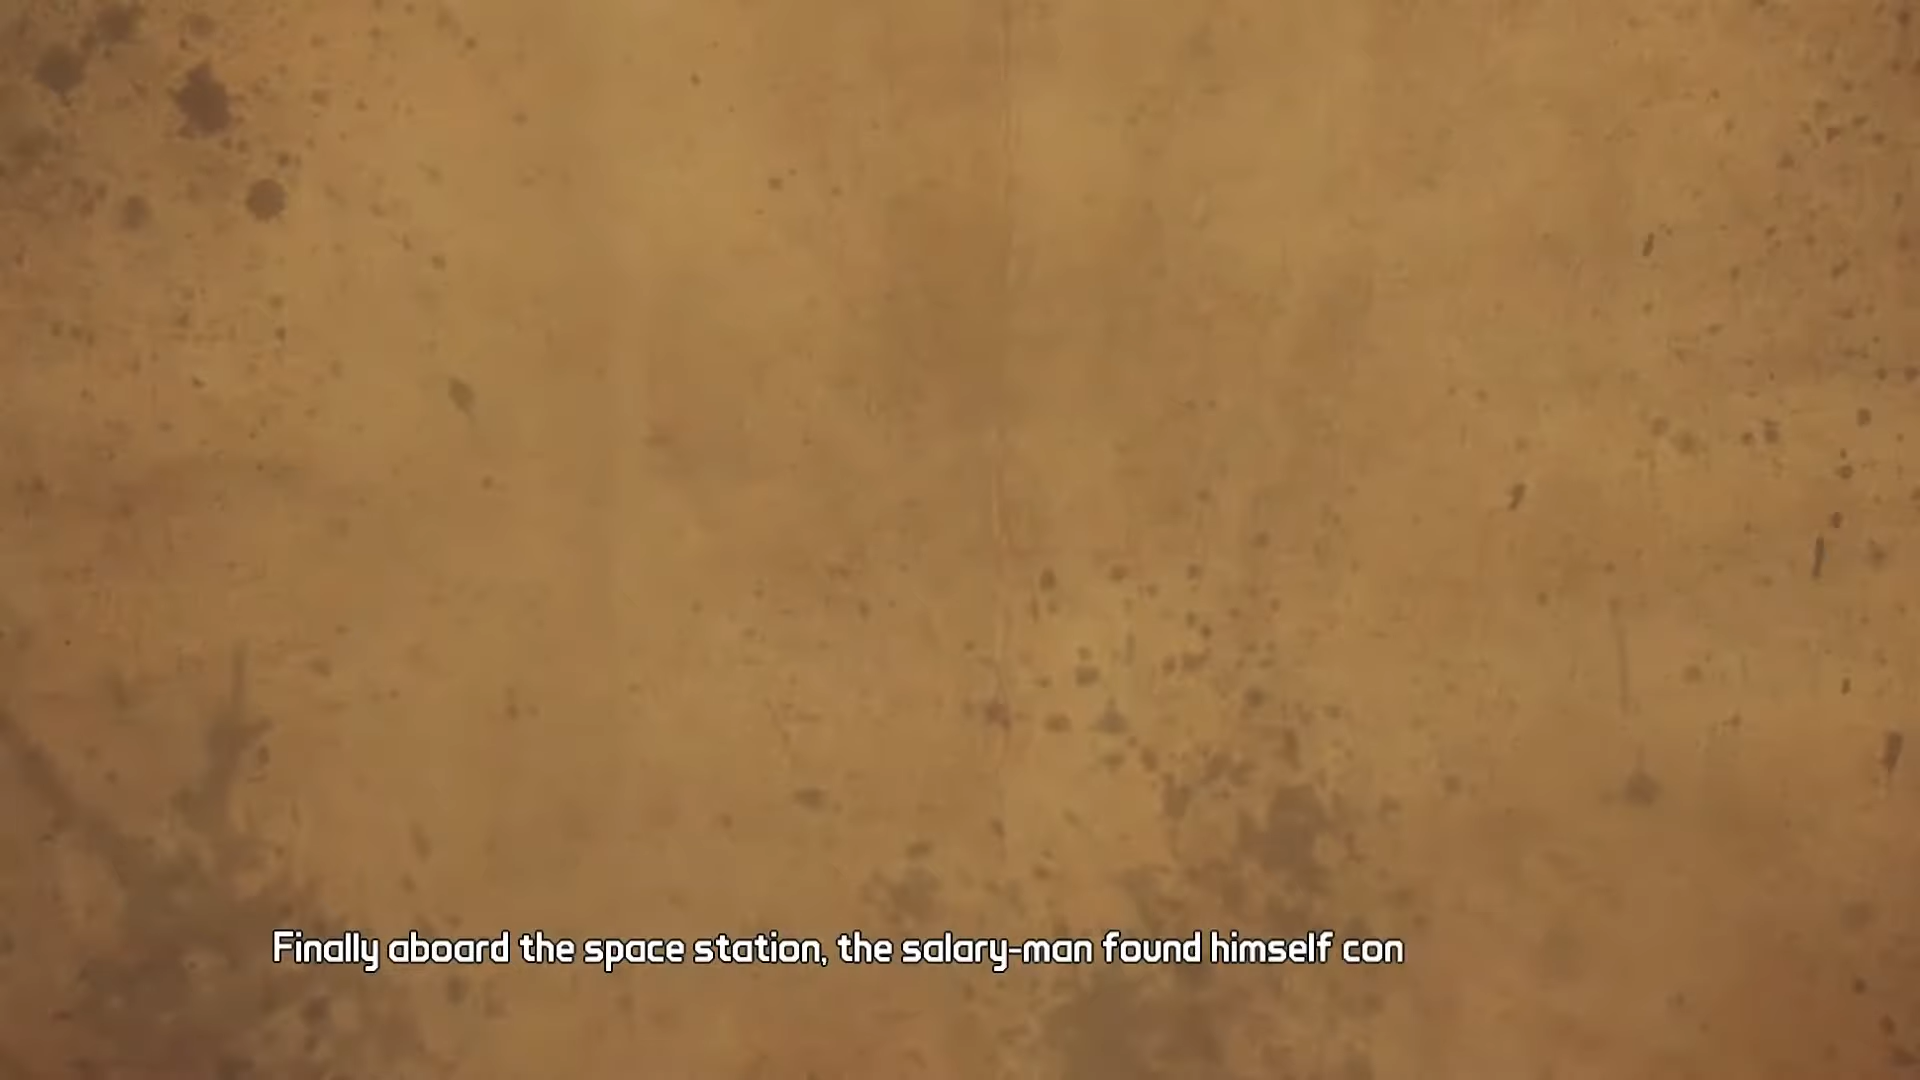 Finally aboard the space station, the salary-man found himself con